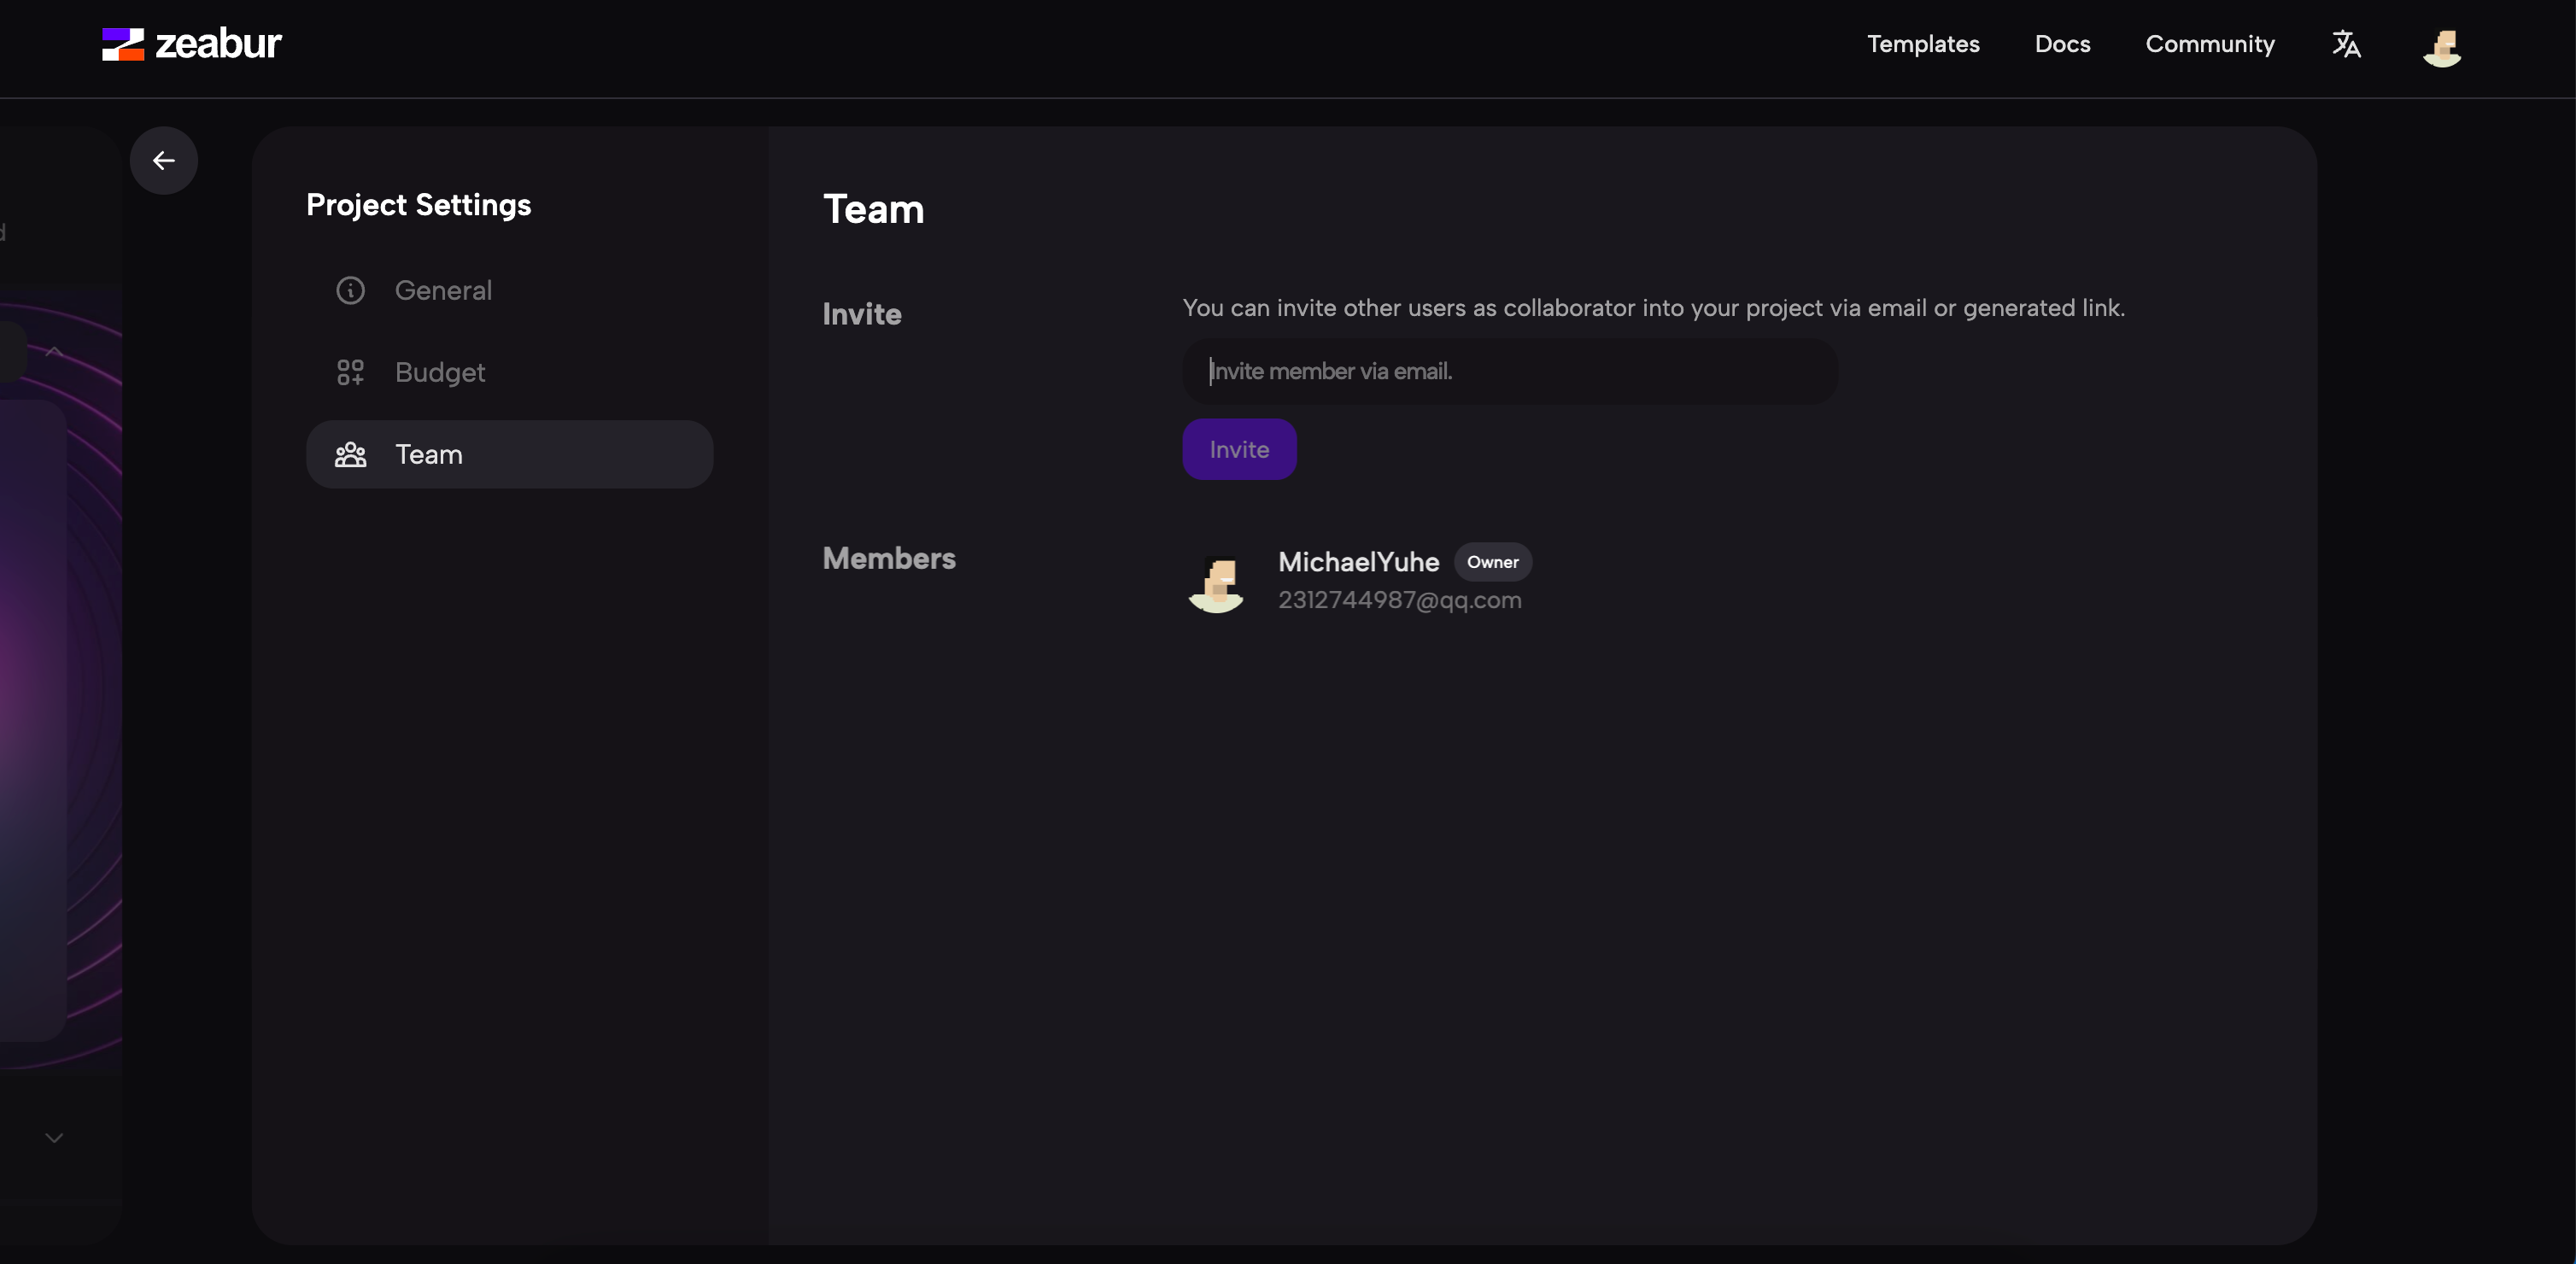 zeabur
Templates
Docs
Community
Project Settings
General
Budget
Team
Team
Invite
You can invite other users as collaborator into your project via email or generated link.
Invite member via email.
Invite
Members
MichaelYuhe Owner
2312744987@qq.com